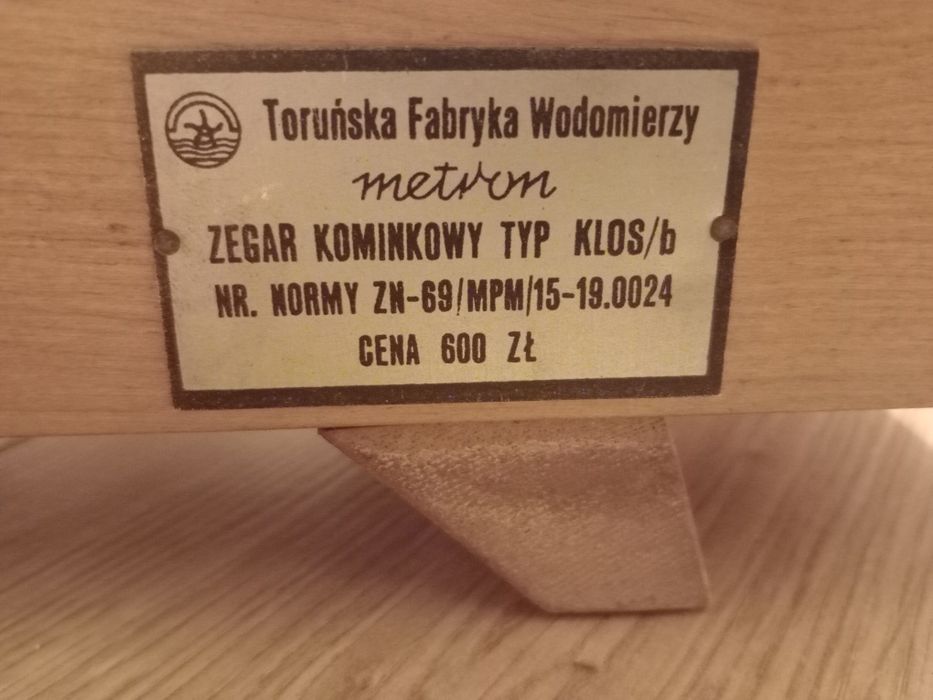 Toruńska Fabryka Wodomierzy
metron
ZEGAR KOMINKOWY TYP KLOS/b
NR. NORMY ZN-69/MPM/15-19.0024
CENA 600 ZŁ